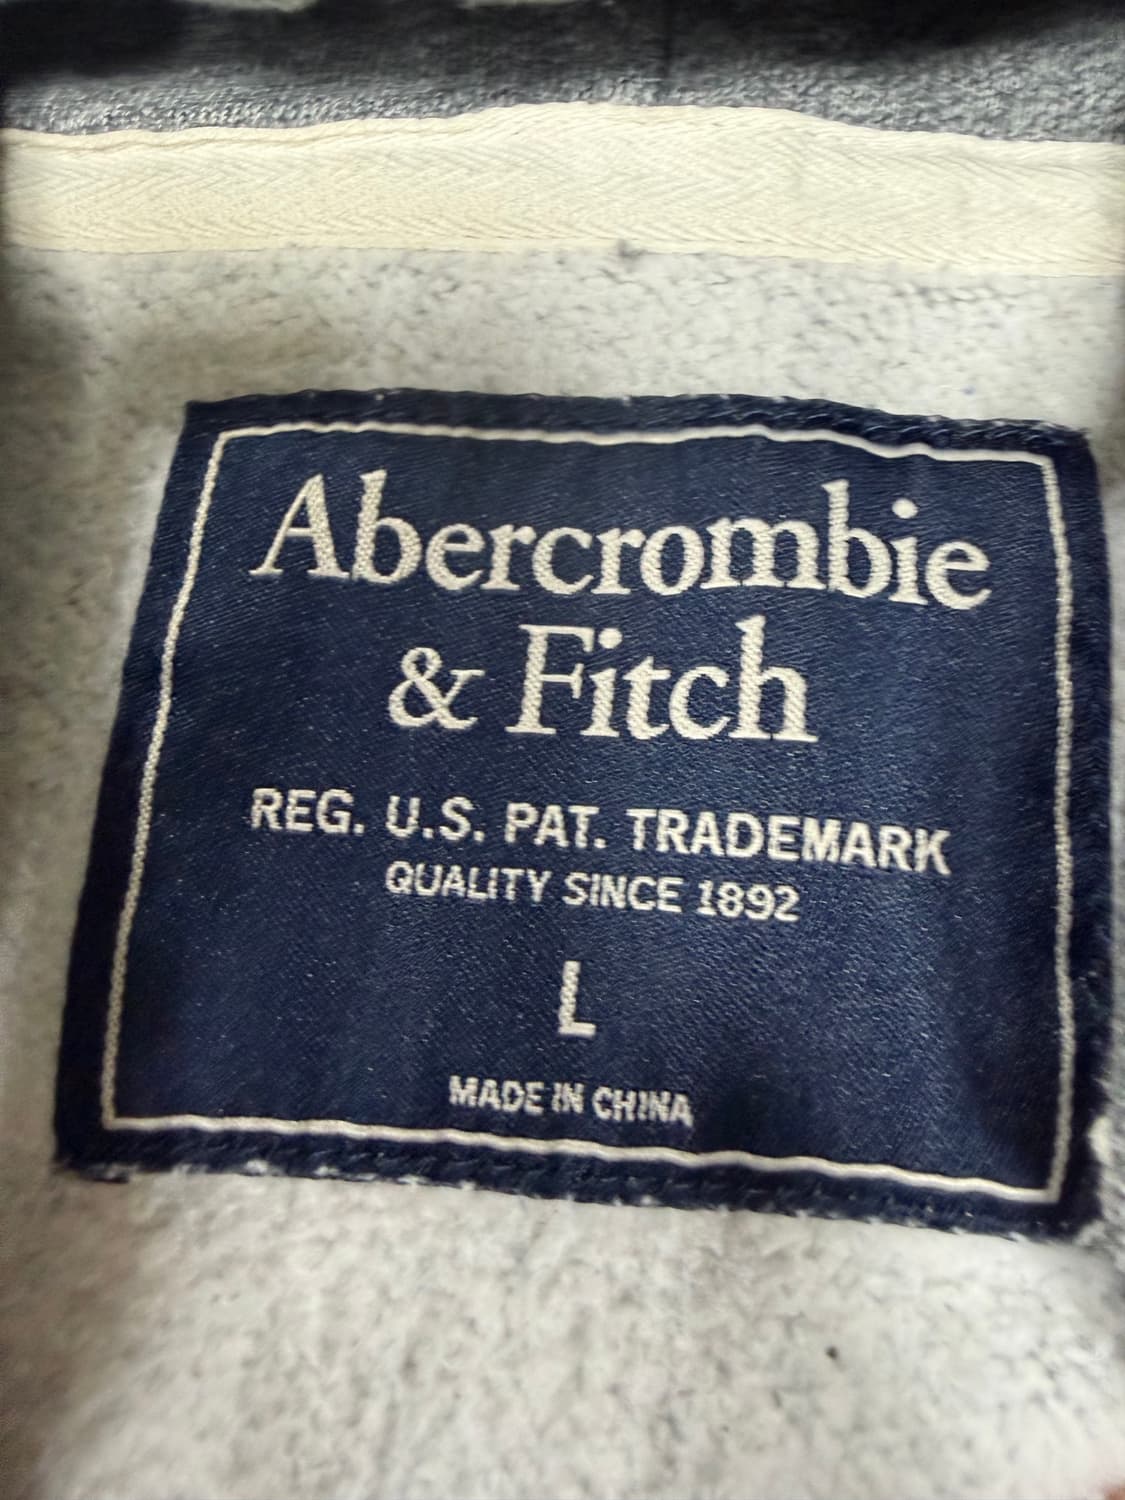 Abercrombie
& Fitch
REG. U.S. PAT. TRADEMARK
QUALITY SINCE 1892
L
MADE IN CHINA